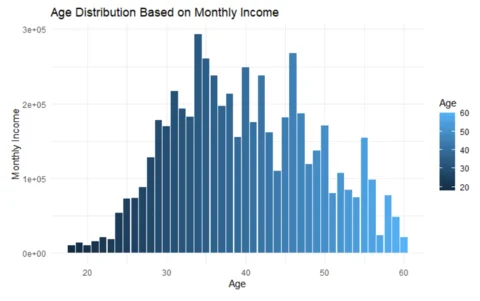 Age Distribution Based on Monthly Income
3e+05
2e+05
1e+05
0e+00
Monthly Income
20 30 40 50 60
Age
Age
60
50
40
30
20